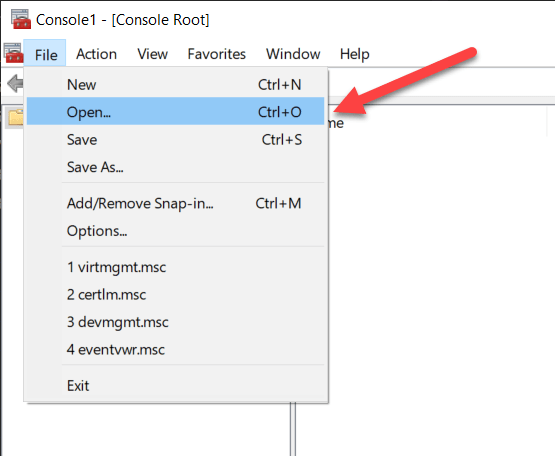 Console1 - [Console Root]
File Action View Favorites Window Help
New Ctrl+N
Open... Ctrl+O
me
Save Ctrl+S
Save As...
Add/Remove Snap-in... Ctrl+M
Options...
1 virtmgmt.msc
2 certlm.msc
3 devmgmt.msc
4 eventvwr.msc
Exit